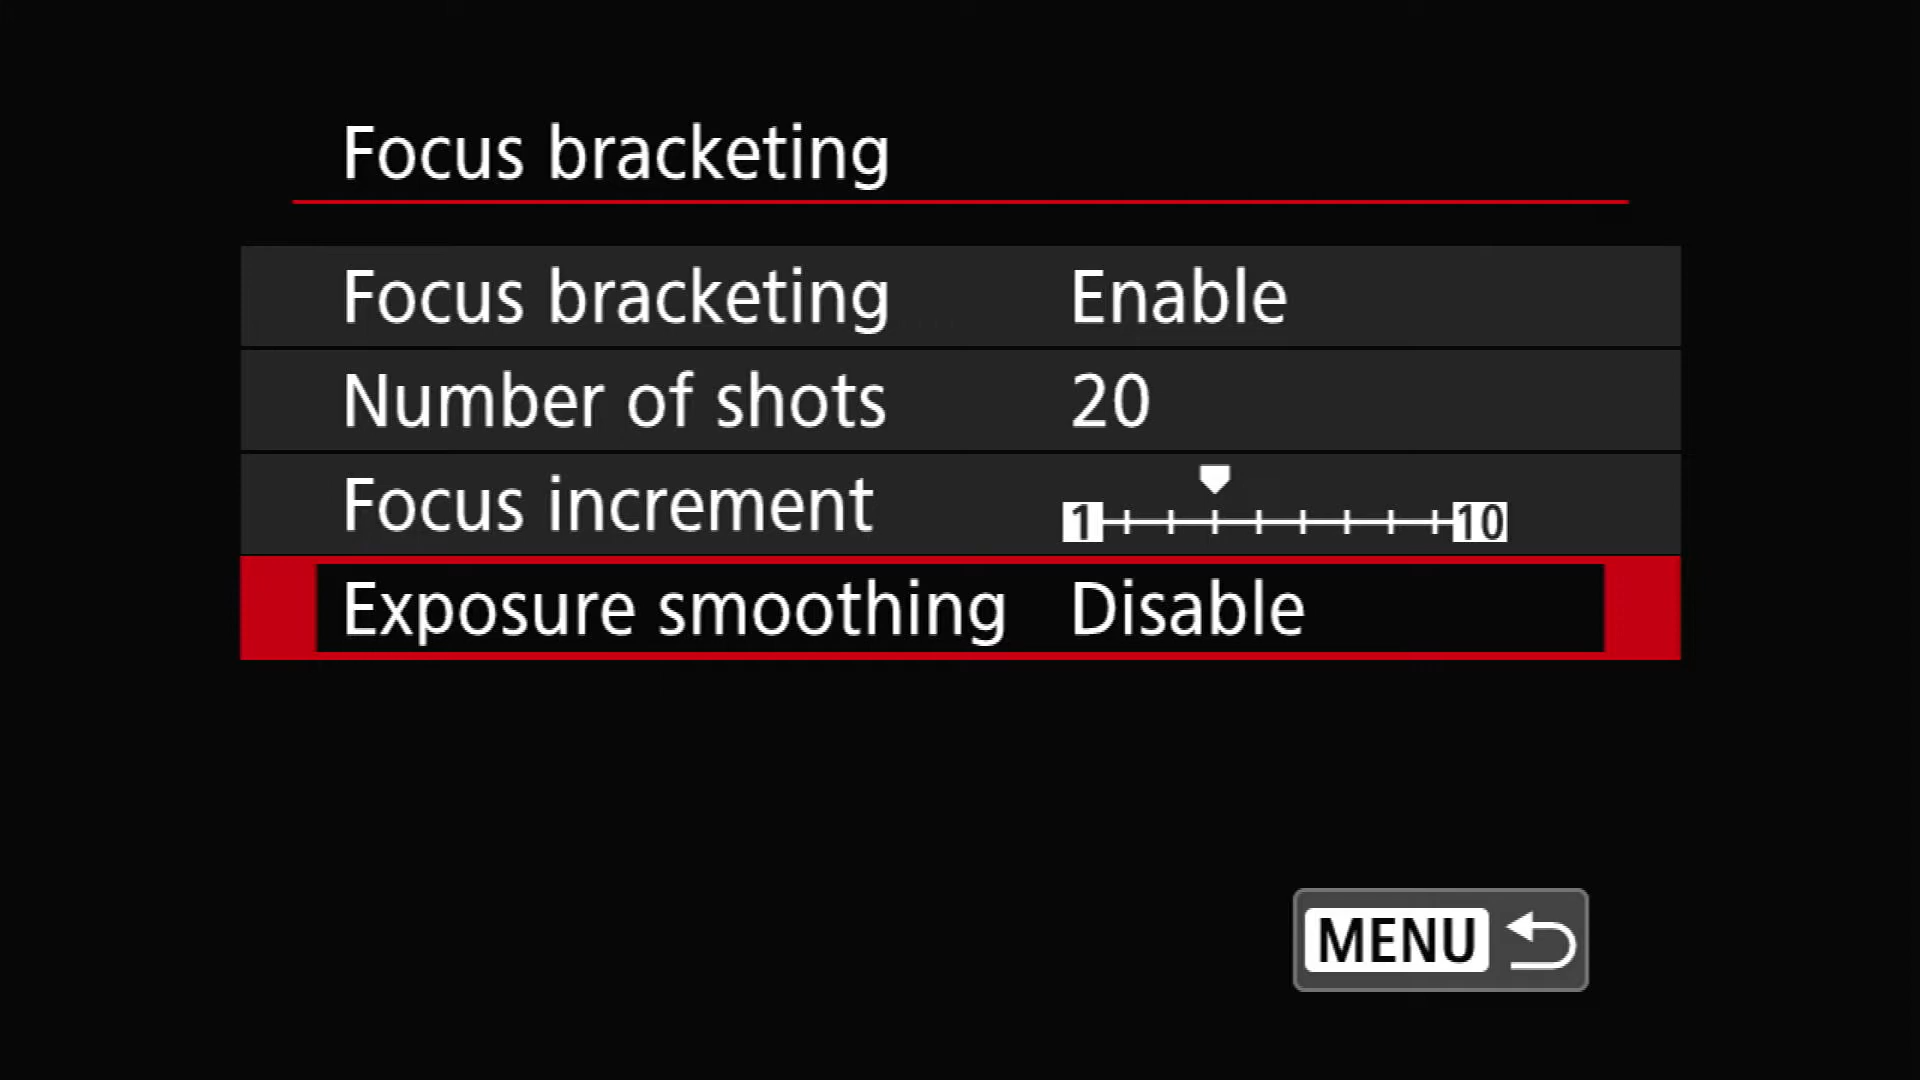 Focus bracketing
Focus bracketing Enable
Number of shots 20
Focus increment 1 10
Exposure smoothing Disable
MENU